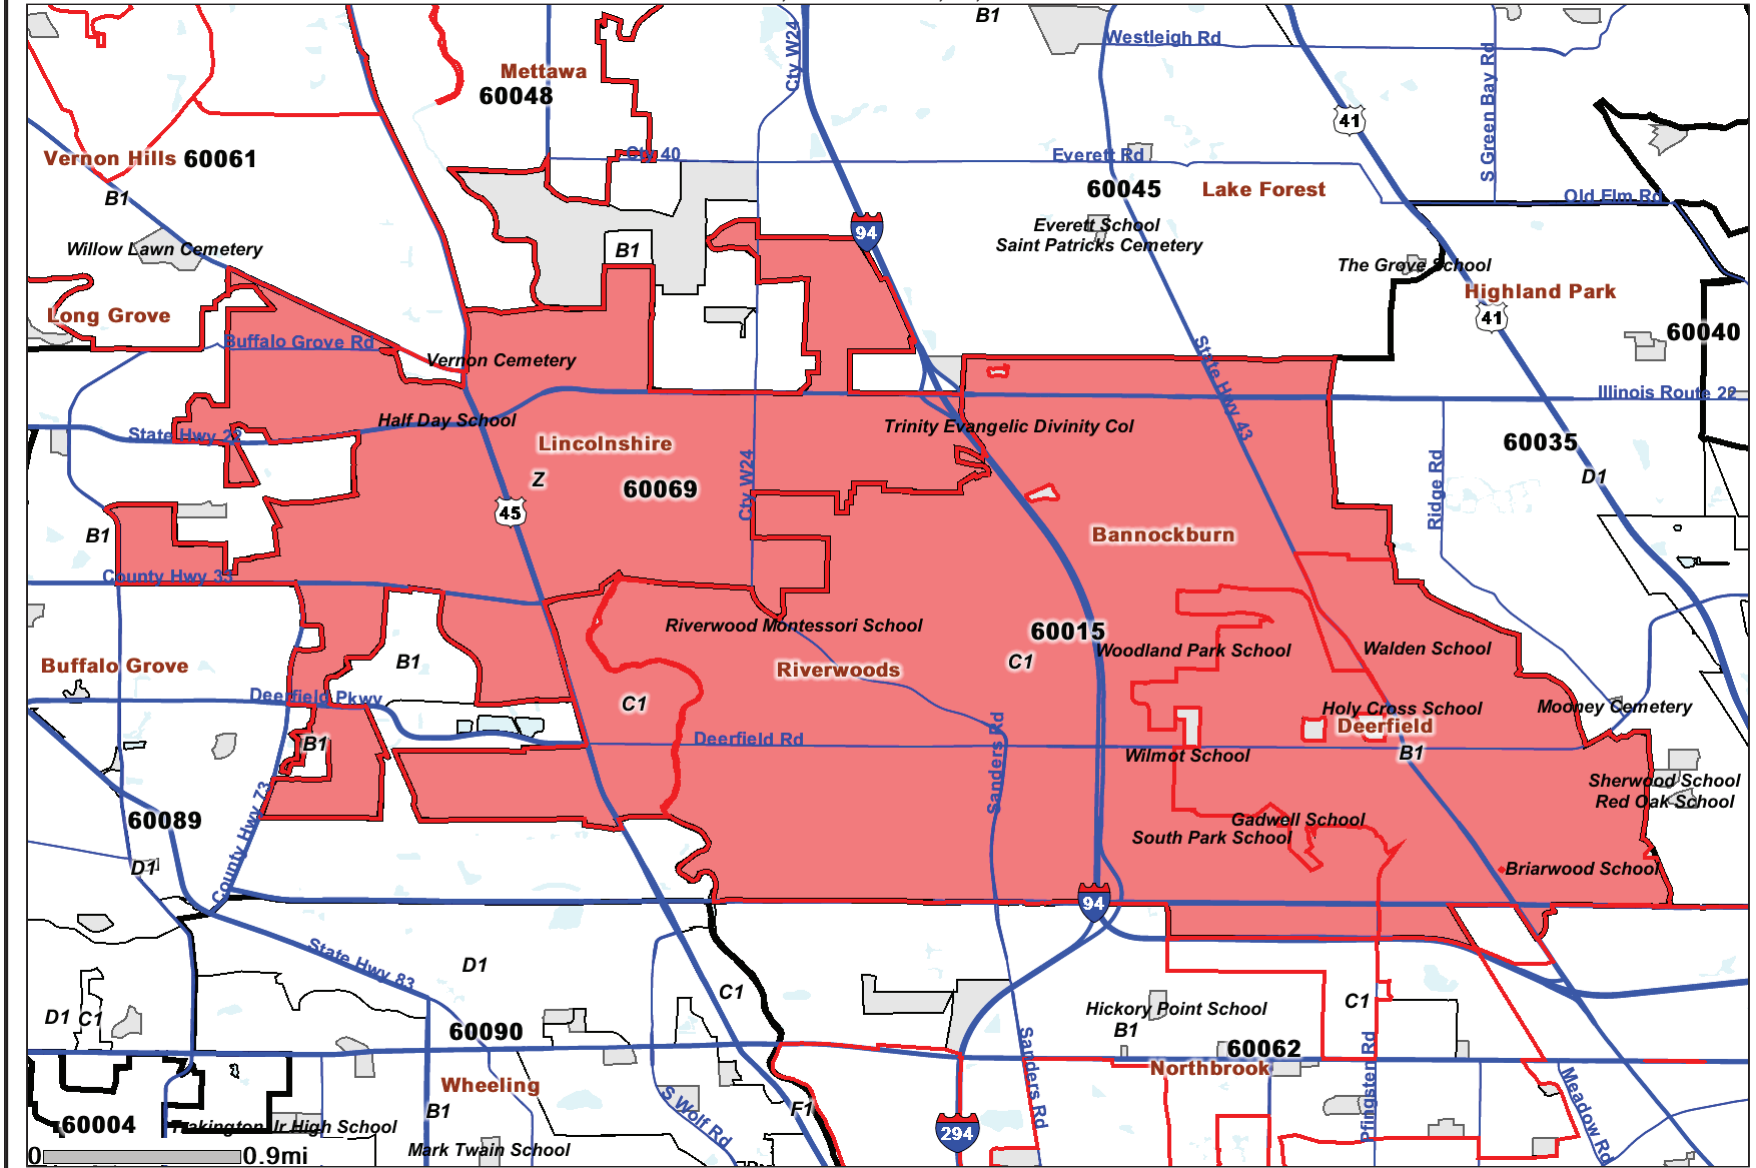 B1
Cty W24
Westleigh Rd
Mettawa
60048
S Green Bay Rd
41
Vernon Hills 60061
Cty 40
Everett Rd
B1
60045
Lake Forest
Old Elm Rd
Willow Lawn Cemetery
B1
94
Everett School
Saint Patricks Cemetery
The Grove School
Highland Park
Long Grove
41
60040
Buffalo Grove Rd
Vernon Cemetery
State Hwy 43
Illinois Route 22
Half Day School
Trinity Evangelic Divinity Col
State Hwy 22
Lincolnshire
60035
Z
60069
Cty W24
Ridge Rd
D1
45
B1
Bannockburn
County Hwy 33
Riverwood Montessori School
60015
Woodland Park School
Walden School
Buffalo Grove
B1
Riverwoods
C1
Deerfield Pkwy
C1
Holy Cross School
Mooney Cemetery
Deerfield
B1
Deerfield Rd
Sanders Rd
Wilmot School
B1
Sherwood School
Red Oak School
60089
County Hwy 73
Gadwell School
South Park School
D1
Briarwood School
94
State Hwy 83
D1
C1
D1 C1
Hickory Point School
C1
B1
60090
60062
Northbrook
Wheeling
Sanders Rd
Pfingsten Rd
Meadow Rd
B1
F1
S Wolf Rd
60004
Jr High School
294
Mark Twain School
0
0.9mi